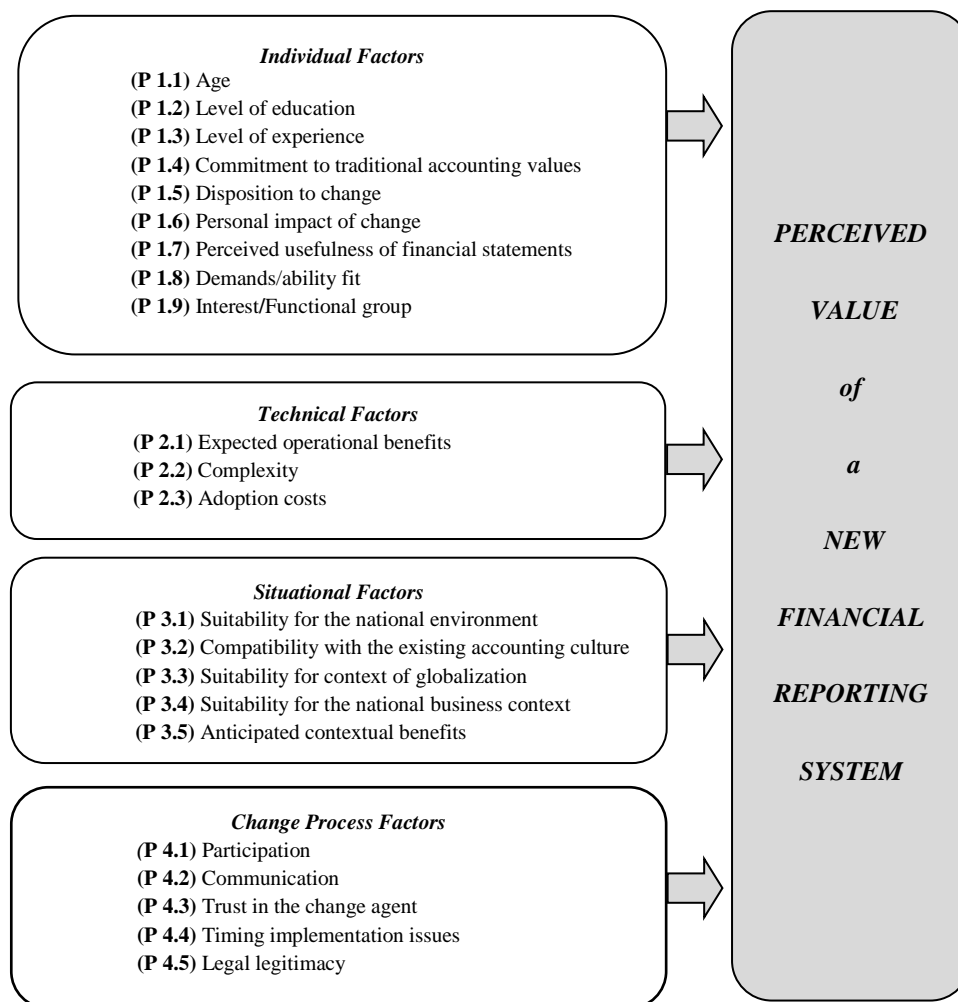 Individual Factors
(P 1.1) Age
(P 1.2) Level of education
(P 1.3) Level of experience
(P 1.4) Commitment to traditional accounting values
(P 1.5) Disposition to change
(P 1.6) Personal impact of change
(P 1.7) Perceived usefulness of financial statements
(P 1.8) Demands/ability fit
(P 1.9) Interest/Functional group
Technical Factors
(P 2.1) Expected operational benefits
(P 2.2) Complexity
(P 2.3) Adoption costs
Situational Factors
(P 3.1) Suitability for the national environment
(P 3.2) Compatibility with the existing accounting culture
(P 3.3) Suitability for context of globalization
(P 3.4) Suitability for the national business context
(P 3.5) Anticipated contextual benefits
Change Process Factors
(P 4.1) Participation
(P 4.2) Communication
(P 4.3) Trust in the change agent
(P 4.4) Timing implementation issues
(P 4.5) Legal legitimacy
PERCEIVED
VALUE
of
a
NEW
FINANCIAL
REPORTING
SYSTEM